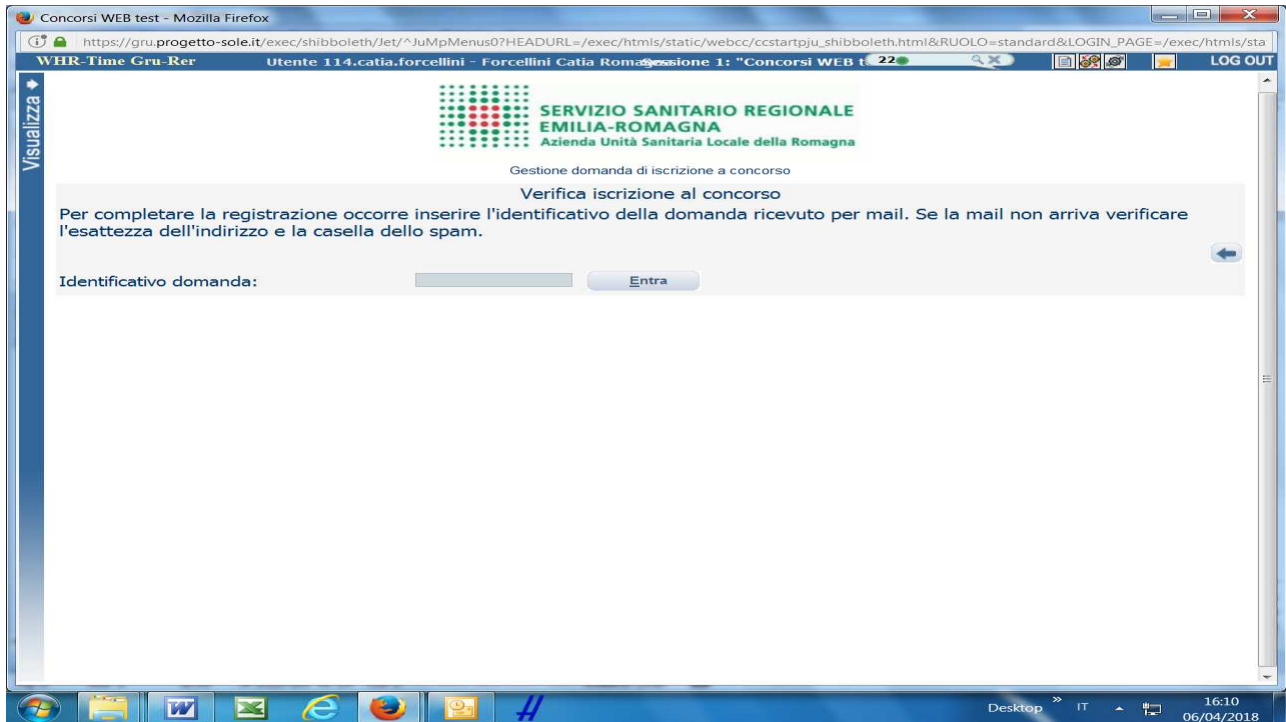 Concorsi WEB test - Mozilla Firefox
https://gru.progetto-sole.it/exec/shibboleth/Jet/^JuMpMenus0?HEADURL=/exec/htmls/static/webcc/ccstartpju_shibboleth.html&RUOLO=standard&LOGIN_PAGE=/exec/htmls/sta
WHR-Time Gru-Rer Utente 114.catia.forcellini - Forcellini Catia 1: "Concorsi WEB t 22 LOG OUT
Visualizza
SERVIZIO SANITARIO REGIONALE
EMILIA-ROMAGNA
Azienda Unità Sanitaria Locale della Romagna
Gestione domanda di iscrizione a concorso
Verifica iscrizione al concorso
Per completare la registrazione occorre inserire l'identificativo della domanda ricevuto per mail. Se la mail non arriva verificare
l'esattezza dell'indirizzo e la casella dello spam.
Identificativo domanda: Entra
Desktop » IT 16:10
06/04/2018